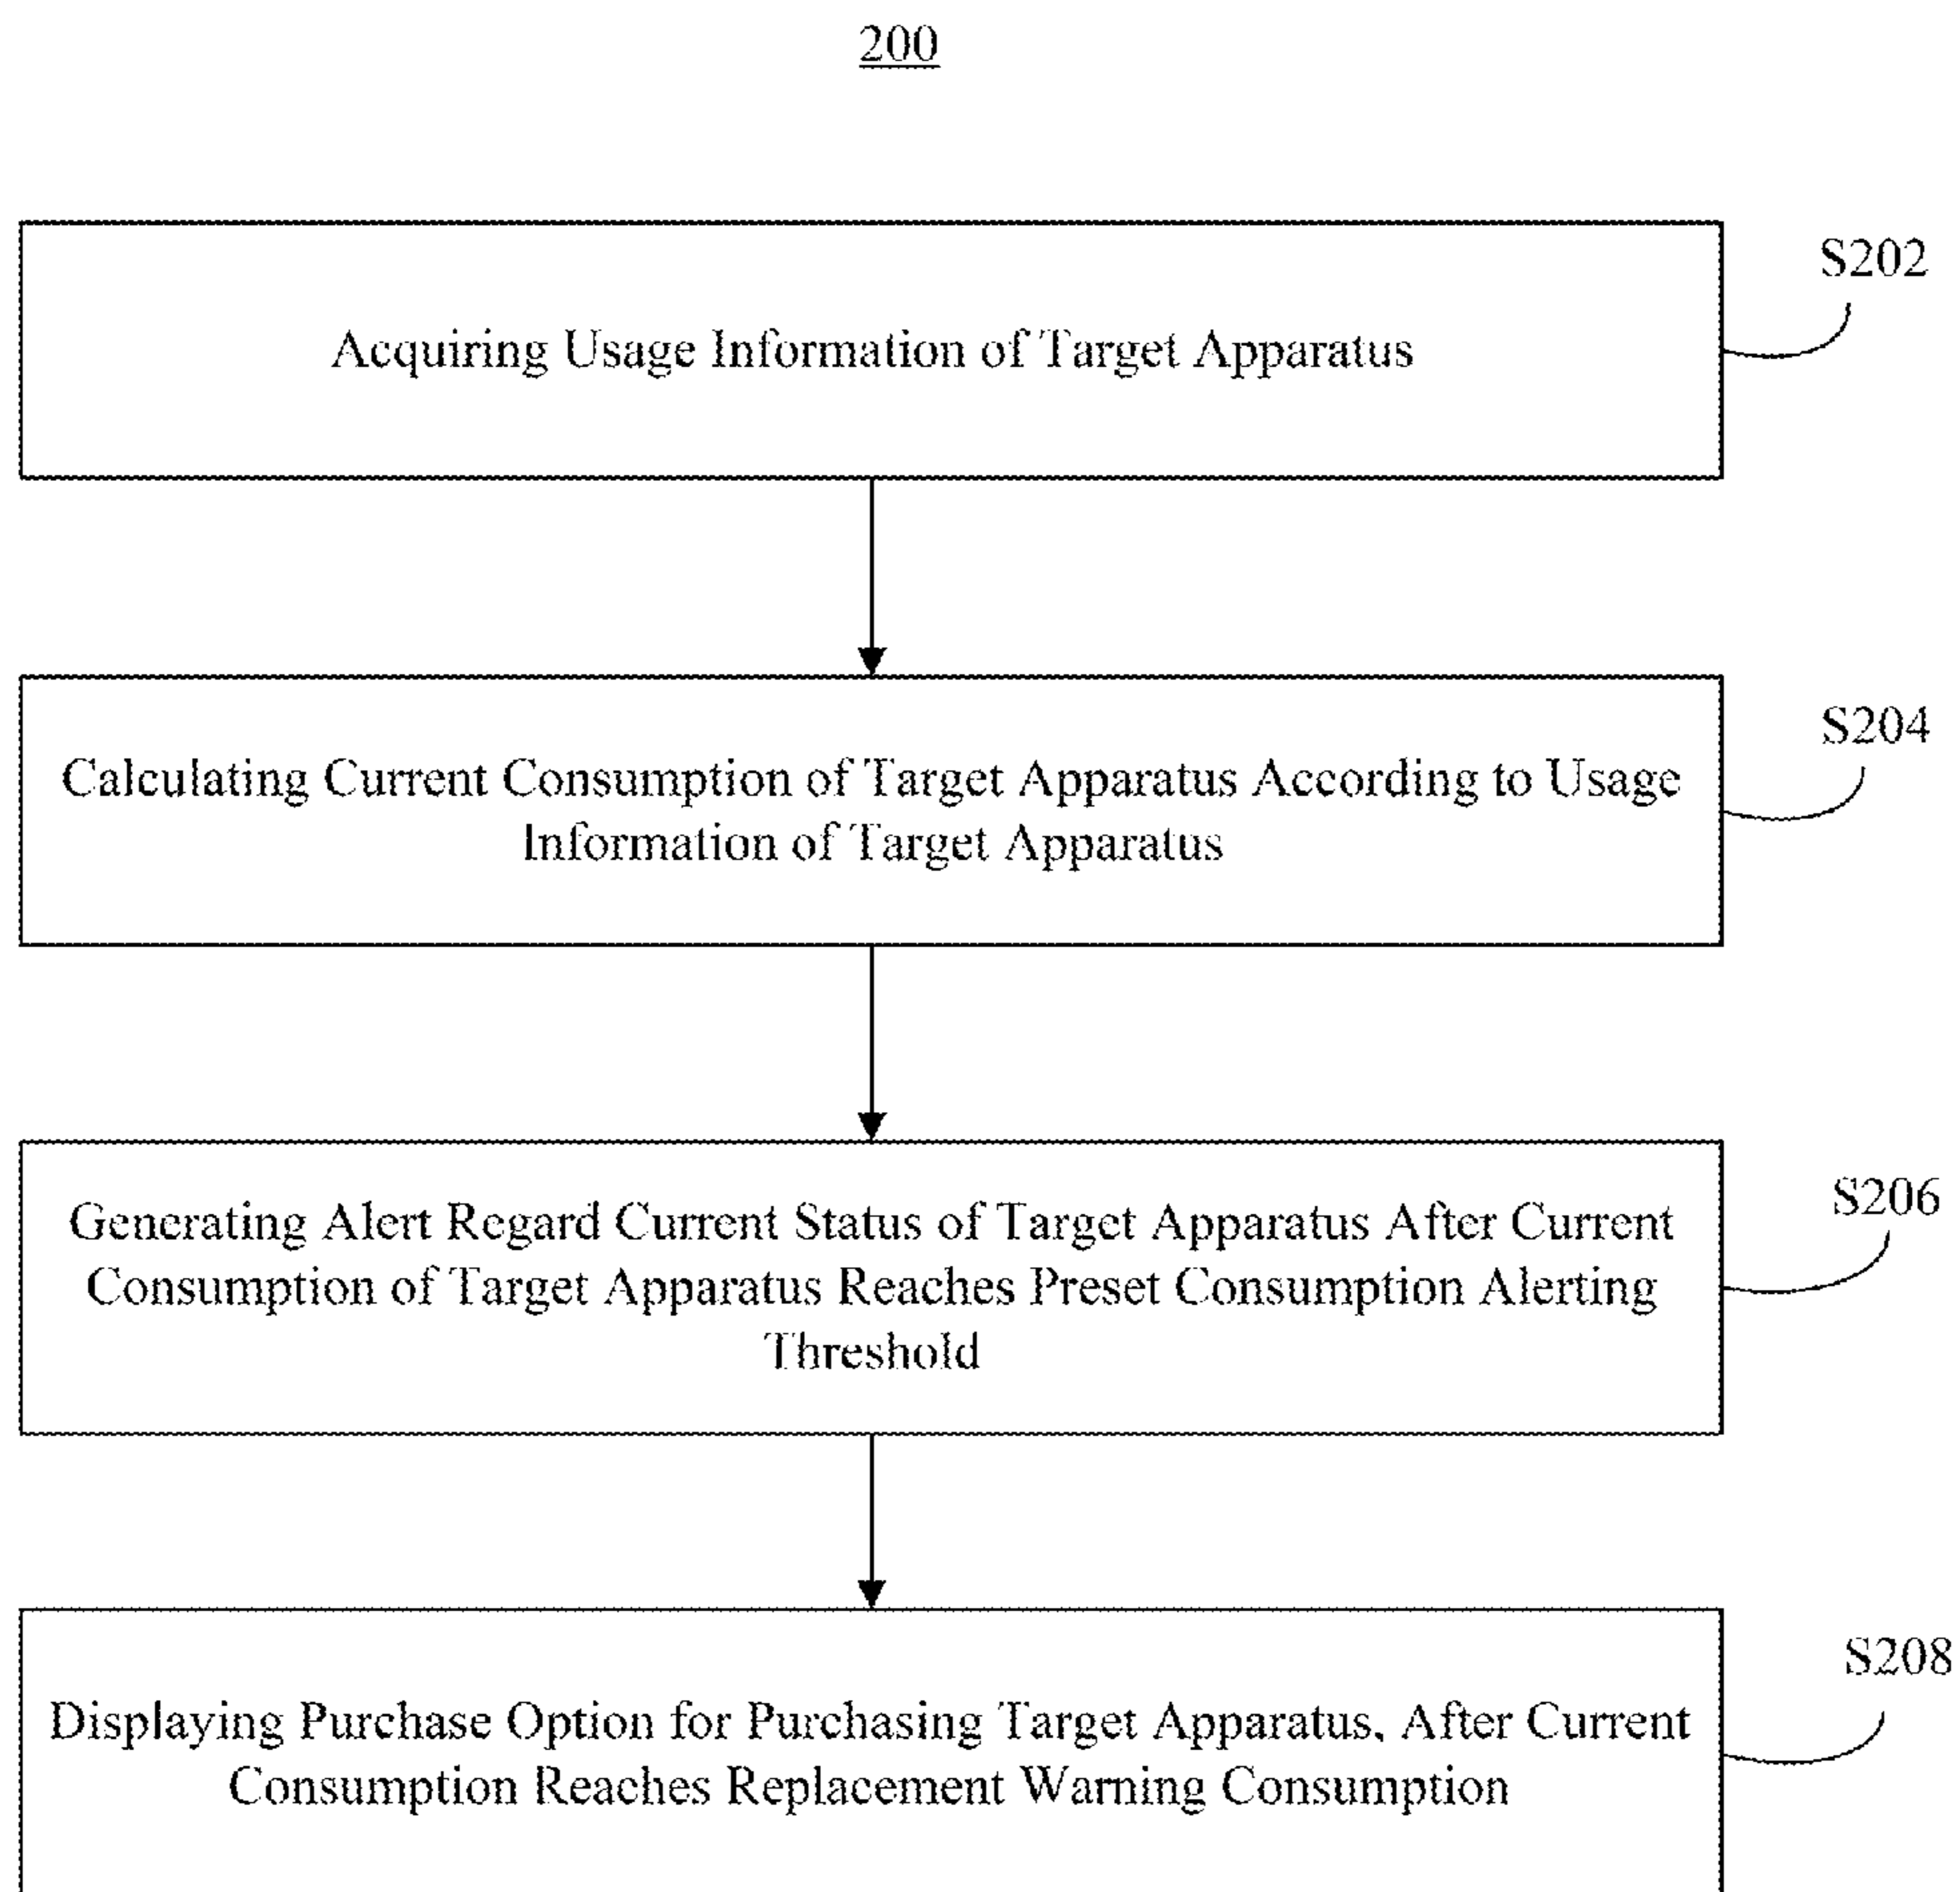 200
S202
Acquiring Usage Information of Target Apparatus
S204
Calculating Current Consumption of Target Apparatus According to Usage
Information of Target Apparatus
S206
Generating Alert Regard Current Status of Target Apparatus After Current
Consumption of Target Apparatus Reaches Preset Consumption Alerting
Threshold
S208
Displaying Purchase Option for Purchasing Target Apparatus, After Current
Consumption Reaches Replacement Warning Consumption